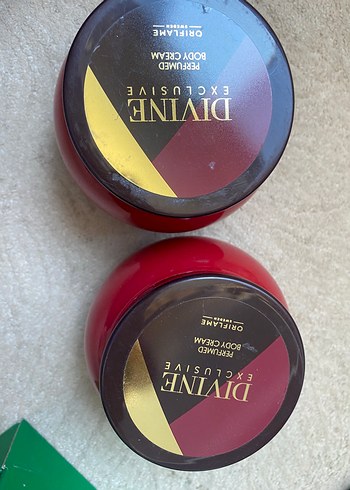 DIVINE
EXCLUSIVE
PERFUMED
BODY CREAM
ORIFLAME
SWEDEN
DIVINE
EXCLUSIVE
PERFUMED
BODY CREAM
ORIFLAME
SWEDEN